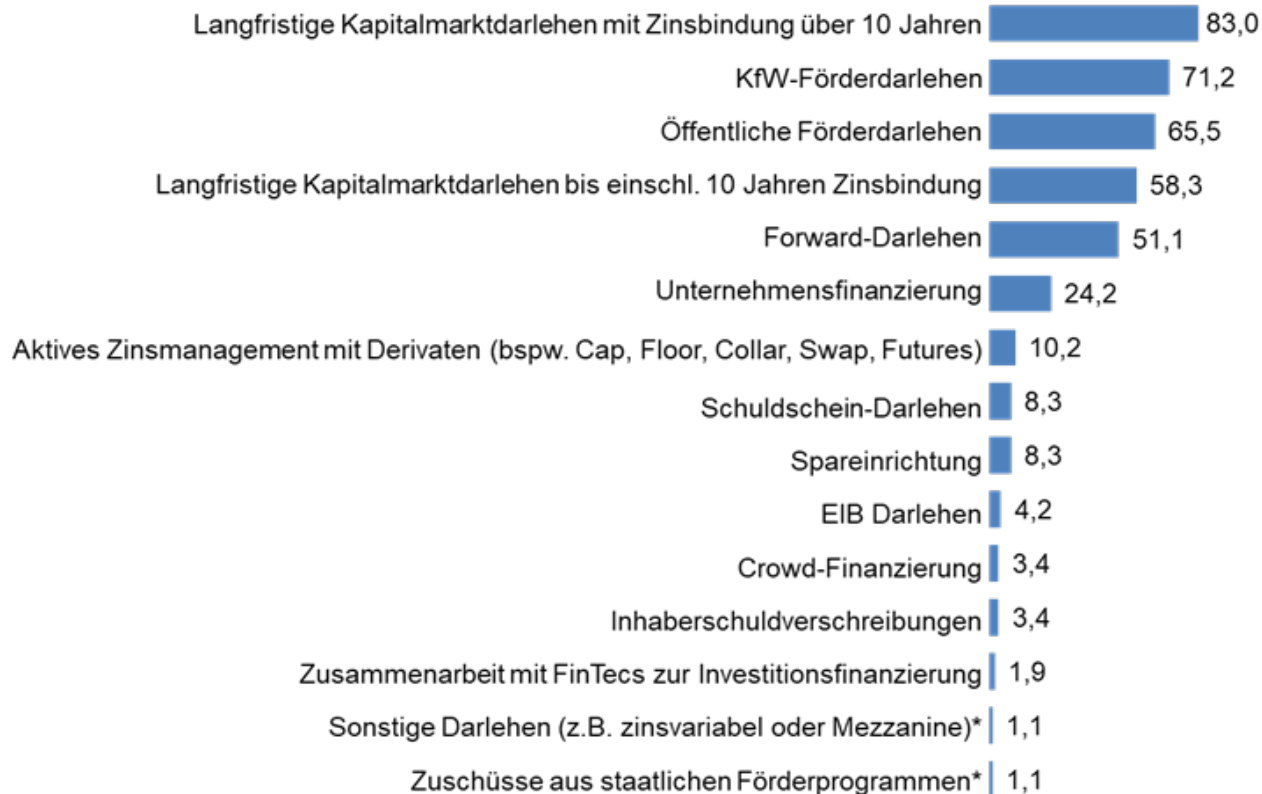 Langfristige Kapitalmarktdarlehen mit Zinsbindung über 10 Jahren 83,0
KfW-Förderdarlehen 71,2
Öffentliche Förderdarlehen 65,5
Langfristige Kapitalmarktdarlehen bis einschl. 10 Jahren Zinsbindung 58,3
Forward-Darlehen 51,1
Unternehmensfinanzierung 24,2
Aktives Zinsmanagement mit Derivaten (bspw. Cap, Floor, Collar, Swap, Futures) 10,2
Schuldschein-Darlehen 8,3
Spareinrichtung 8,3
EIB Darlehen 4,2
Crowd-Finanzierung 3,4
Inhaberschuldverschreibungen 3,4
Zusammenarbeit mit FinTecs zur Investitionsfinanzierung 1,9
Sonstige Darlehen (z.B. zinsvariabel oder Mezzanine)* 1,1
Zuschüsse aus staatlichen Förderprogrammen* 1,1